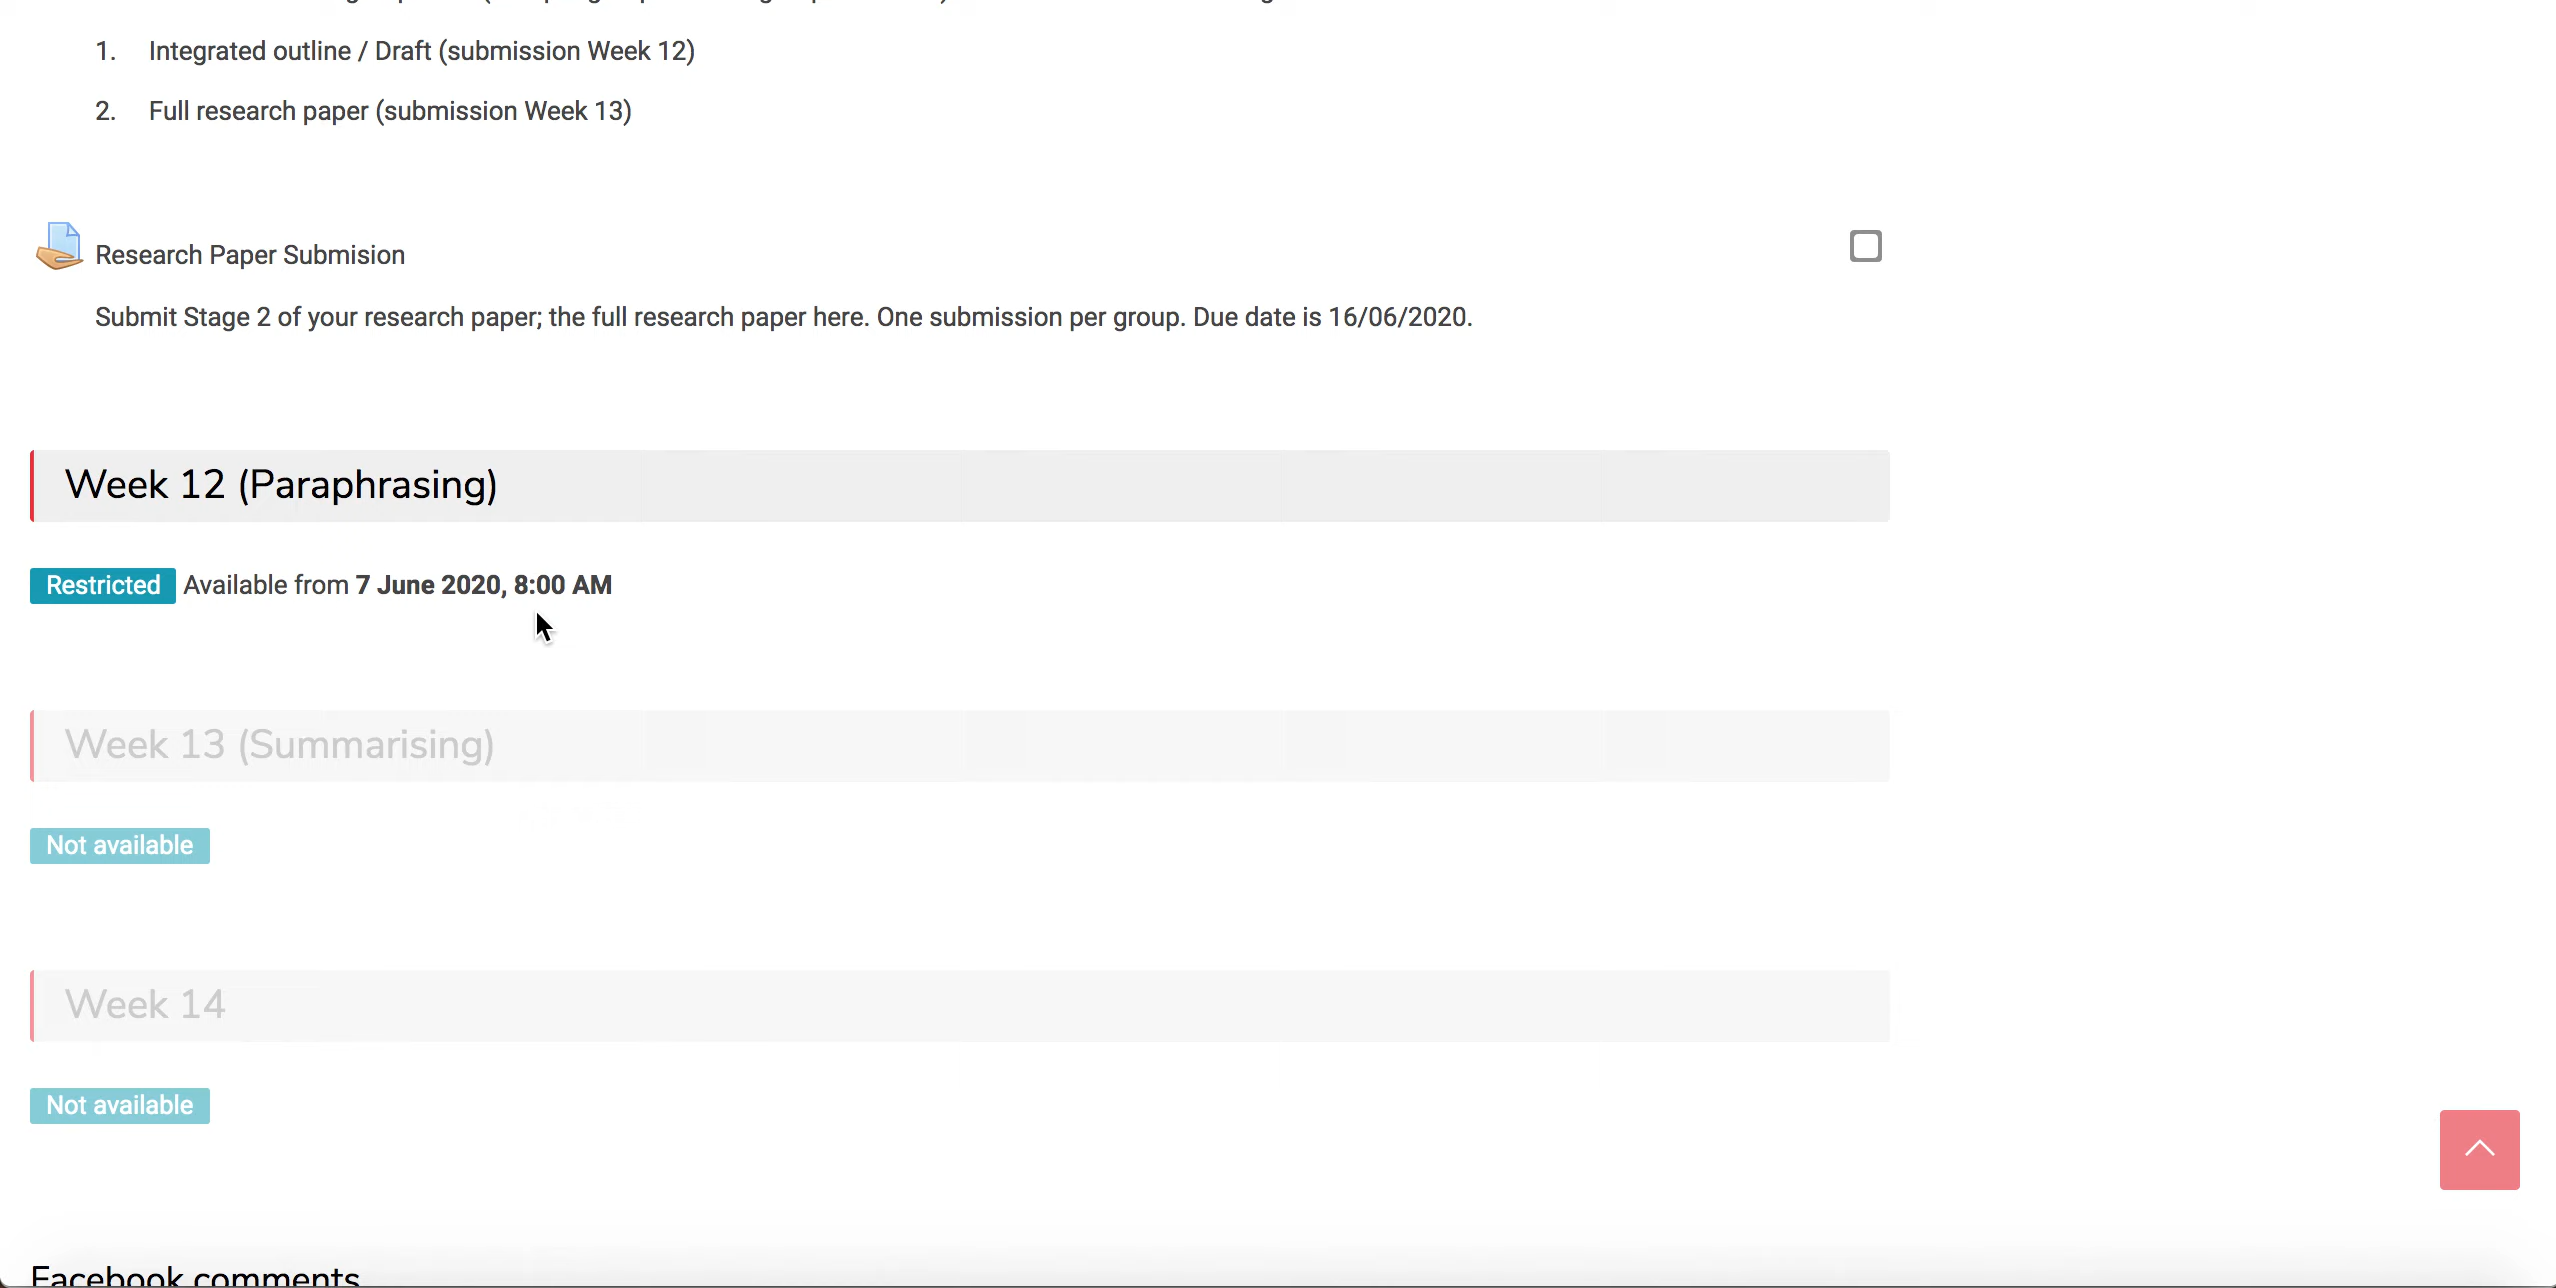 1. Integrated outline / Draft (submission Week 12)
2. Full research paper (submission Week 13)
Research Paper Submision
Submit Stage 2 of your research paper; the full research paper here. One submission per group. Due date is 16/06/2020.
Week 12 (Paraphrasing)
Restricted Available from 7 June 2020, 8:00 AM
Week 13 (Summarising)
Not available
Week 14
Not available
Facebook comments